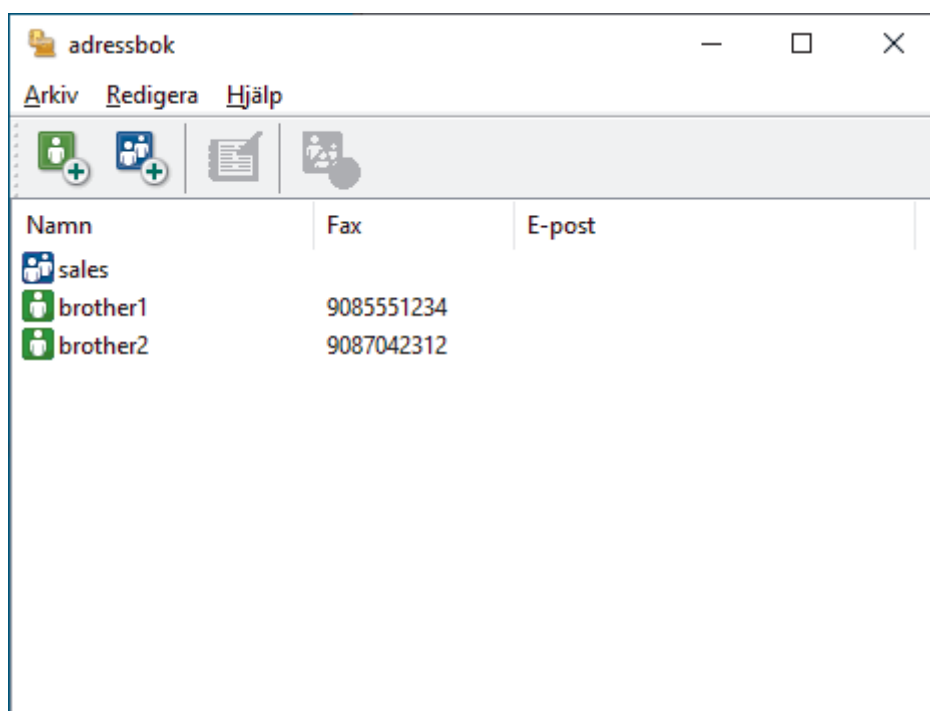 adressbok
Arkiv Redigera Hjälp
Namn Fax E-post
sales
brother1 9085551234
brother2 9087042312